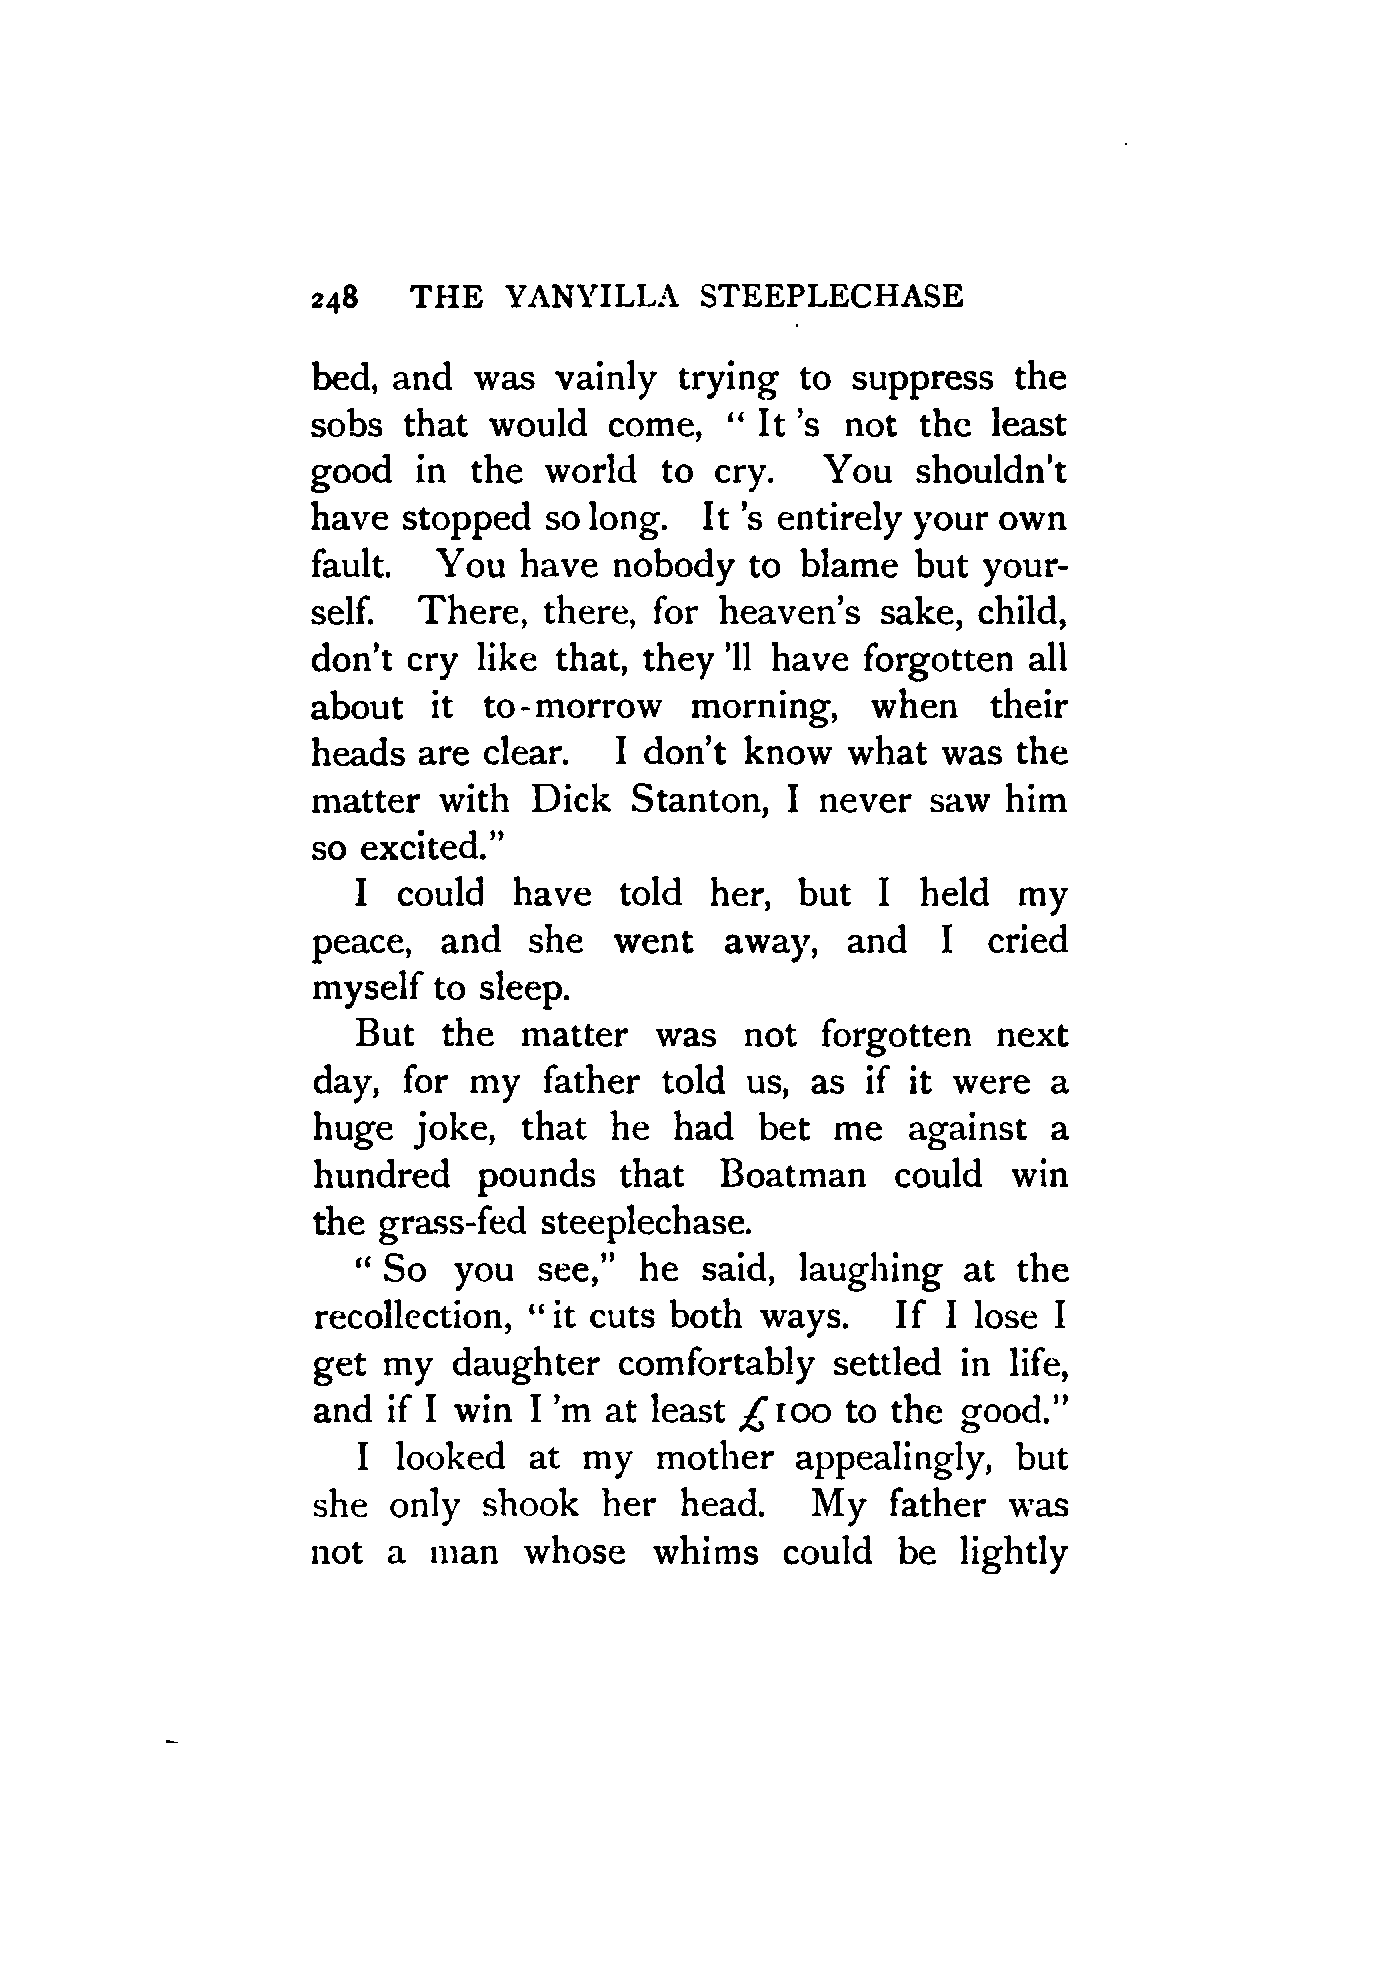 248 THE YANYILLA STEEPLECHASE
bed, and was vainly trying to suppress the
sobs that would come, “ It 's not the least
good in the world to cry. You shouldn't
have stopped so long. It 's entirely your own
fault. You have nobody to blame but your-
self. There, there, for heaven's sake, child,
don't cry like that, they 'll have forgotten all
about it to-morrow morning, when their
heads are clear. I don't know what was the
matter with Dick Stanton, I never saw him
so excited.”
I could have told her, but I held my
peace, and she went away, and I cried
myself to sleep.
But the matter was not forgotten next
day, for my father told us, as if it were a
huge joke, that he had bet me against a
hundred pounds that Boatman could win
the grass-fed steeplechase.
“ So you see,” he said, laughing at the
recollection, “ it cuts both ways. If I lose I
get my daughter comfortably settled in life,
and if I win I 'm at least £100 to the good.”
I looked at my mother appealingly, but
she only shook her head. My father was
not a man whose whims could be lightly